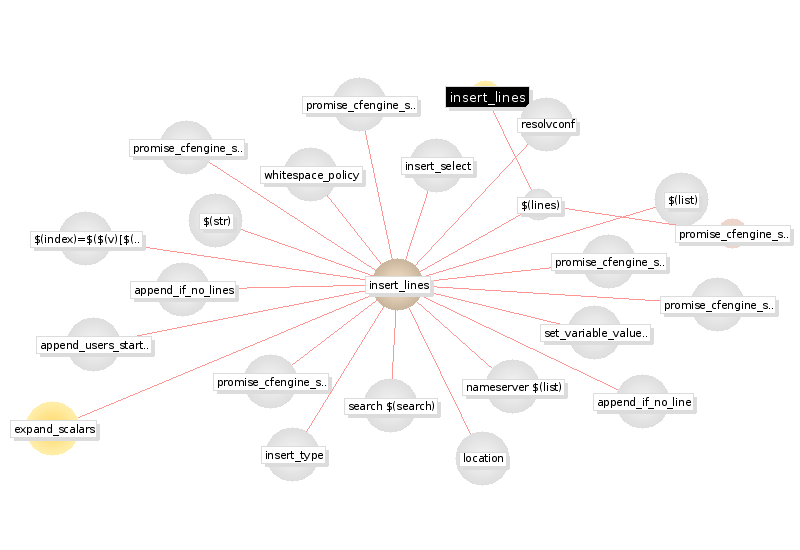 insert_lines
promise_cfengine_s..
resolvconf
promise_cfengine_s..
insert_select
whitespace_policy
$(list)
$(lines)
$(str)
promise_cfengine_s..
$(index)=$($(v)[$(..
promise_cfengine_s..
insert_lines
append_if_no_lines
promise_cfengine_s..
set_variable_value..
append_users_start..
promise_cfengine_s..
nameserver $(list)
append_if_no_line
search $(search)
expand_scalars
insert_type
location